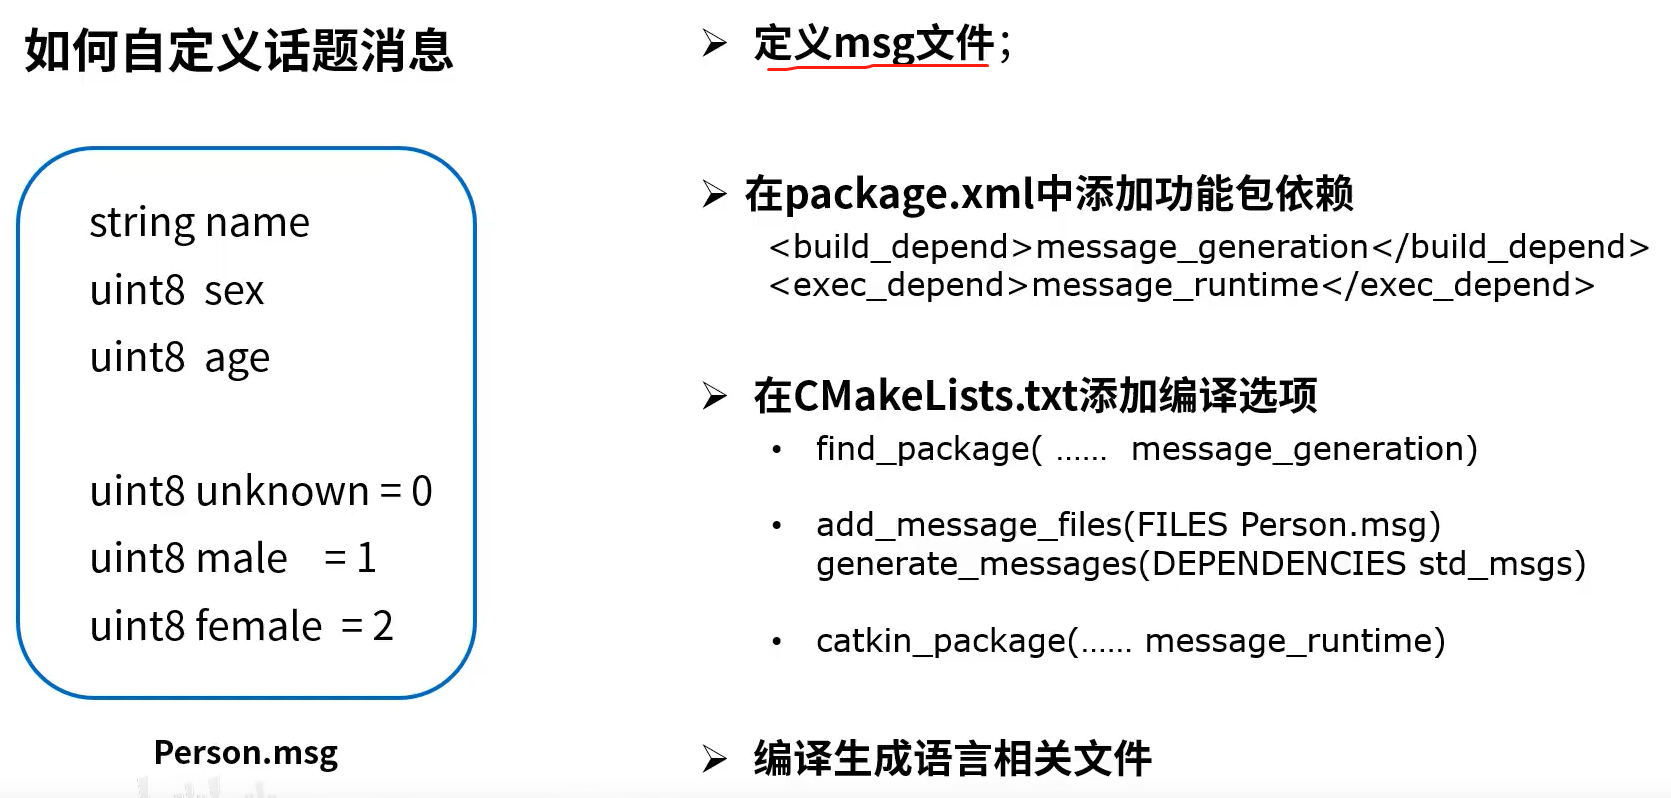 如何自定义话题消息
string name
uint8 sex
uint8 age
uint8 unknown = 0
uint8 male = 1
uint8 female = 2
Person.msg
➢ 定义msg文件；
➢ 在package.xml中添加功能包依赖
<build_depend>message_generation</build_depend>
<exec_depend>message_runtime</exec_depend>
➢ 在CMakeLists.txt添加编译选项
• find_package( …… message_generation)
• add_message_files(FILES Person.msg)
generate_messages(DEPENDENCIES std_msgs)
• catkin_package(…… message_runtime)
➢ 编译生成语言相关文件